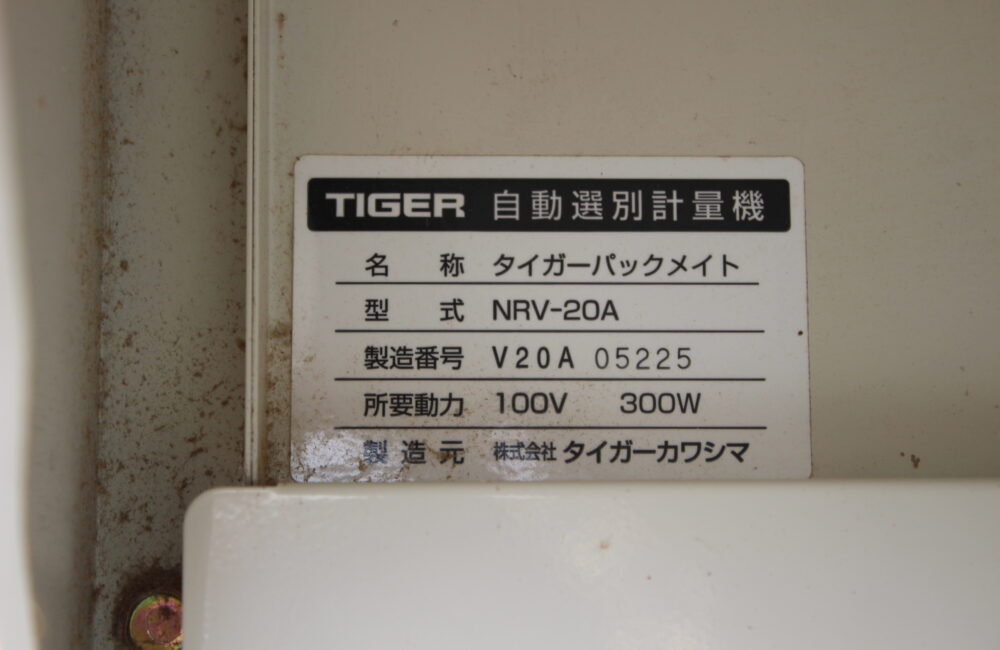 TIGER 自動選別計量機
名 称 タイガーパックメイト
型 式 NRV-20A
製造番号 V20A 05225
所要動力 100V 300W
製造元 株式会社 タイガーカワシマ